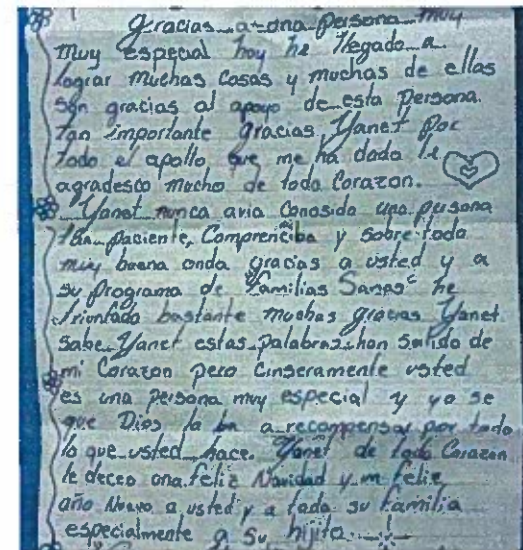 Gracias a una Persona muy
muy especial hoy he llegado a
lograr muchas cosas y muchas de ellas
son gracias al apoyo de esta Persona.
tan importante gracias, Yanet por
todo el apollo que me ha dado le
agradesco mucho de todo Corazon.
Yanet nunca avia Conosido una persona
tan paciente, Comprenciba y sobre todo
muy buena onda gracias a usted y a
su programa de "Familias Sanas" he
Triunfado bastante muchas gracias Yanet
Sabe Yanet estas palabras han salido de
mi Corazon pero Cinseramente usted
es una persona muy especial y yo se
que Dios la ba a recompensar por todo
lo que usted hace. Yanet de todo Corazon
le deceo una feliz Navidad y un feliz
año Nuevo a usted y a toda su familia
especialmente a su hijito.